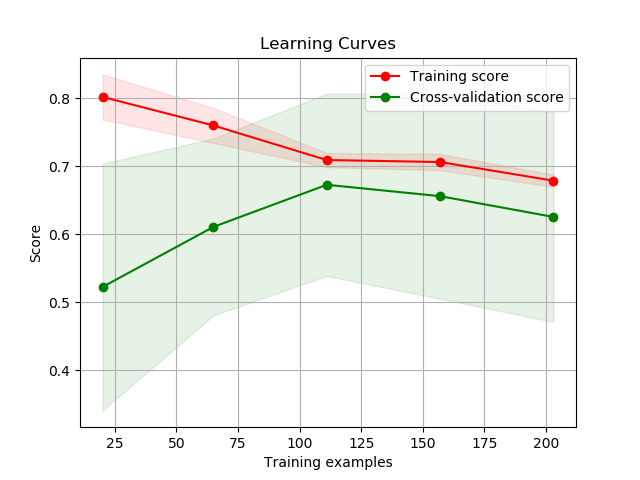 Learning Curves
Training score
Cross-validation score
Score
0.8
0.7
0.6
0.5
0.4
25 50 75 100 125 150 175 200
Training examples